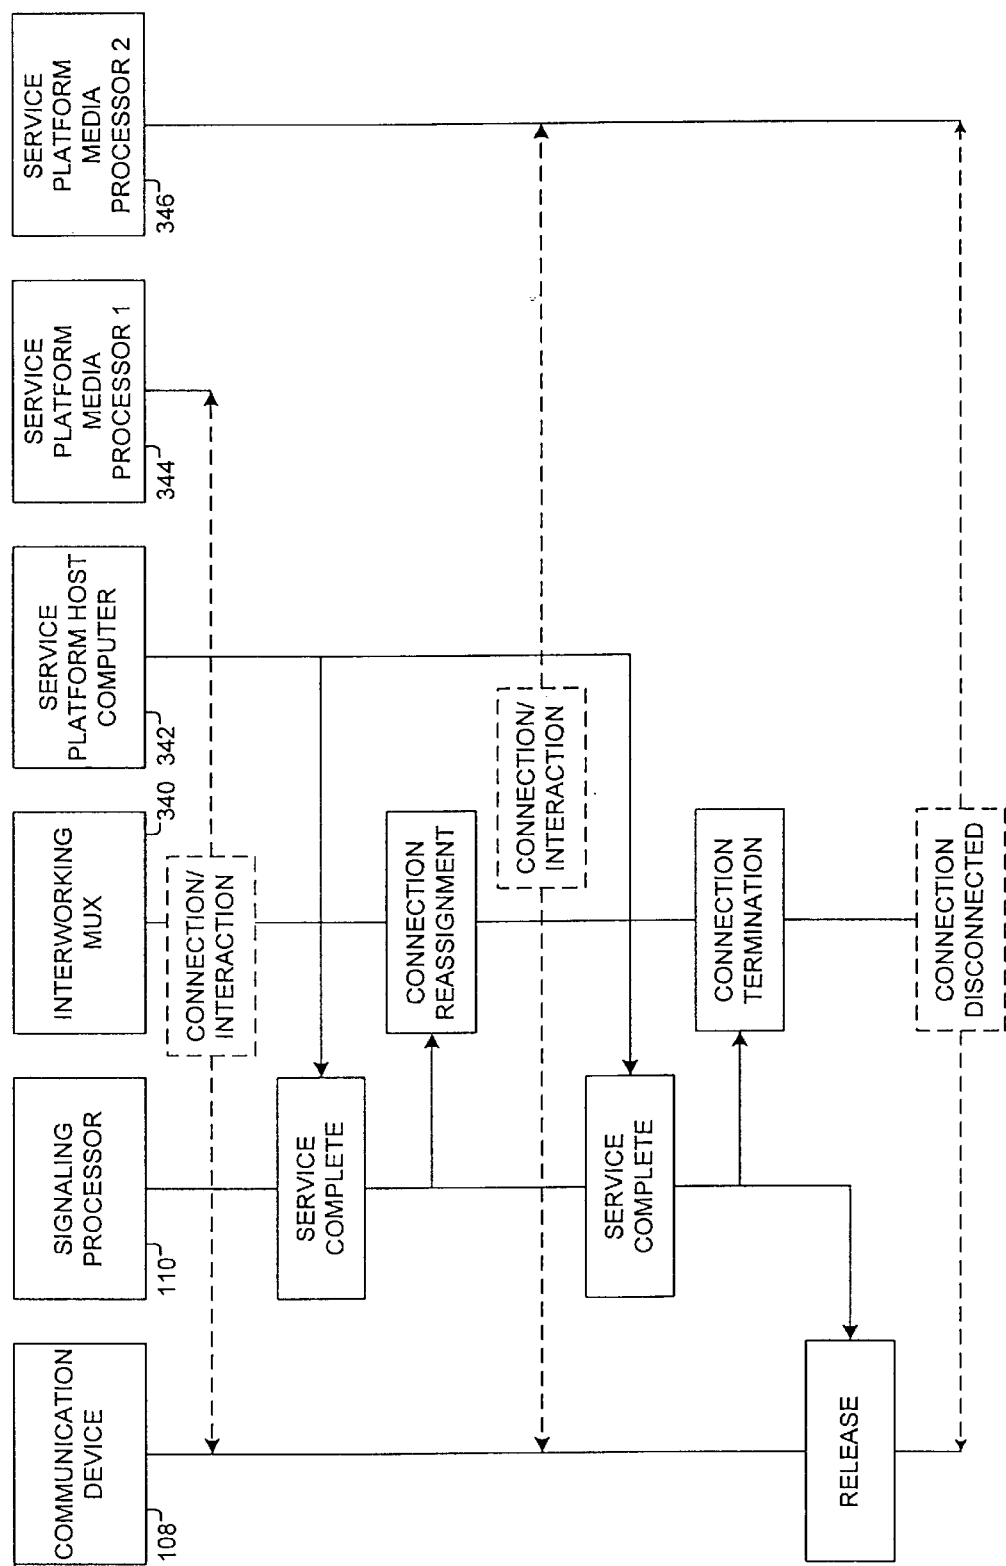 COMMUNICATION
DEVICE
108
SIGNALING
PROCESSOR
110
INTERWORKING
MUX
340
SERVICE
PLATFORM HOST
COMPUTER
342
SERVICE
PLATFORM
MEDIA
PROCESSOR 1
344
SERVICE
PLATFORM
MEDIA
PROCESSOR 2
346
CONNECTION/
INTERACTION
SERVICE
COMPLETE
CONNECTION
REASSIGNMENT
CONNECTION/
INTERACTION
SERVICE
COMPLETE
CONNECTION
TERMINATION
RELEASE
CONNECTION
DISCONNECTED